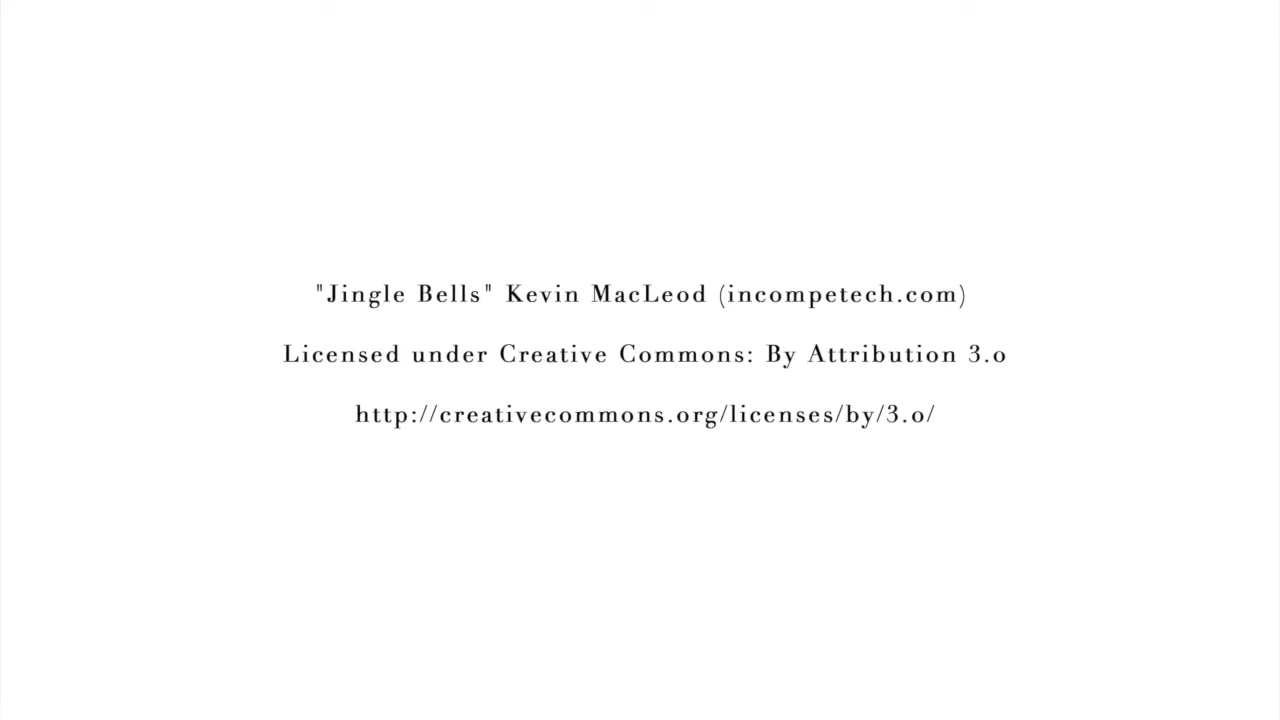 "Jingle Bells" Kevin MacLeod (incompetech.com)
Licensed under Creative Commons: By Attribution 3.0
http://creativecommons.org/licenses/by/3.0/